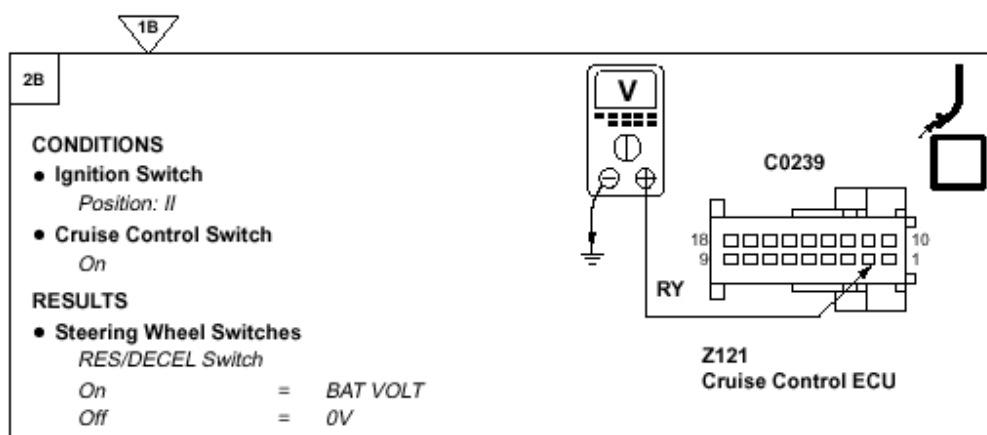 1B
2B
CONDITIONS
● Ignition Switch
Position: II
● Cruise Control Switch
On
RESULTS
● Steering Wheel Switches
RES/DECEL Switch
On = BAT VOLT
Off = 0V
V
C0239
18 10
9 1
RY
Z121
Cruise Control ECU